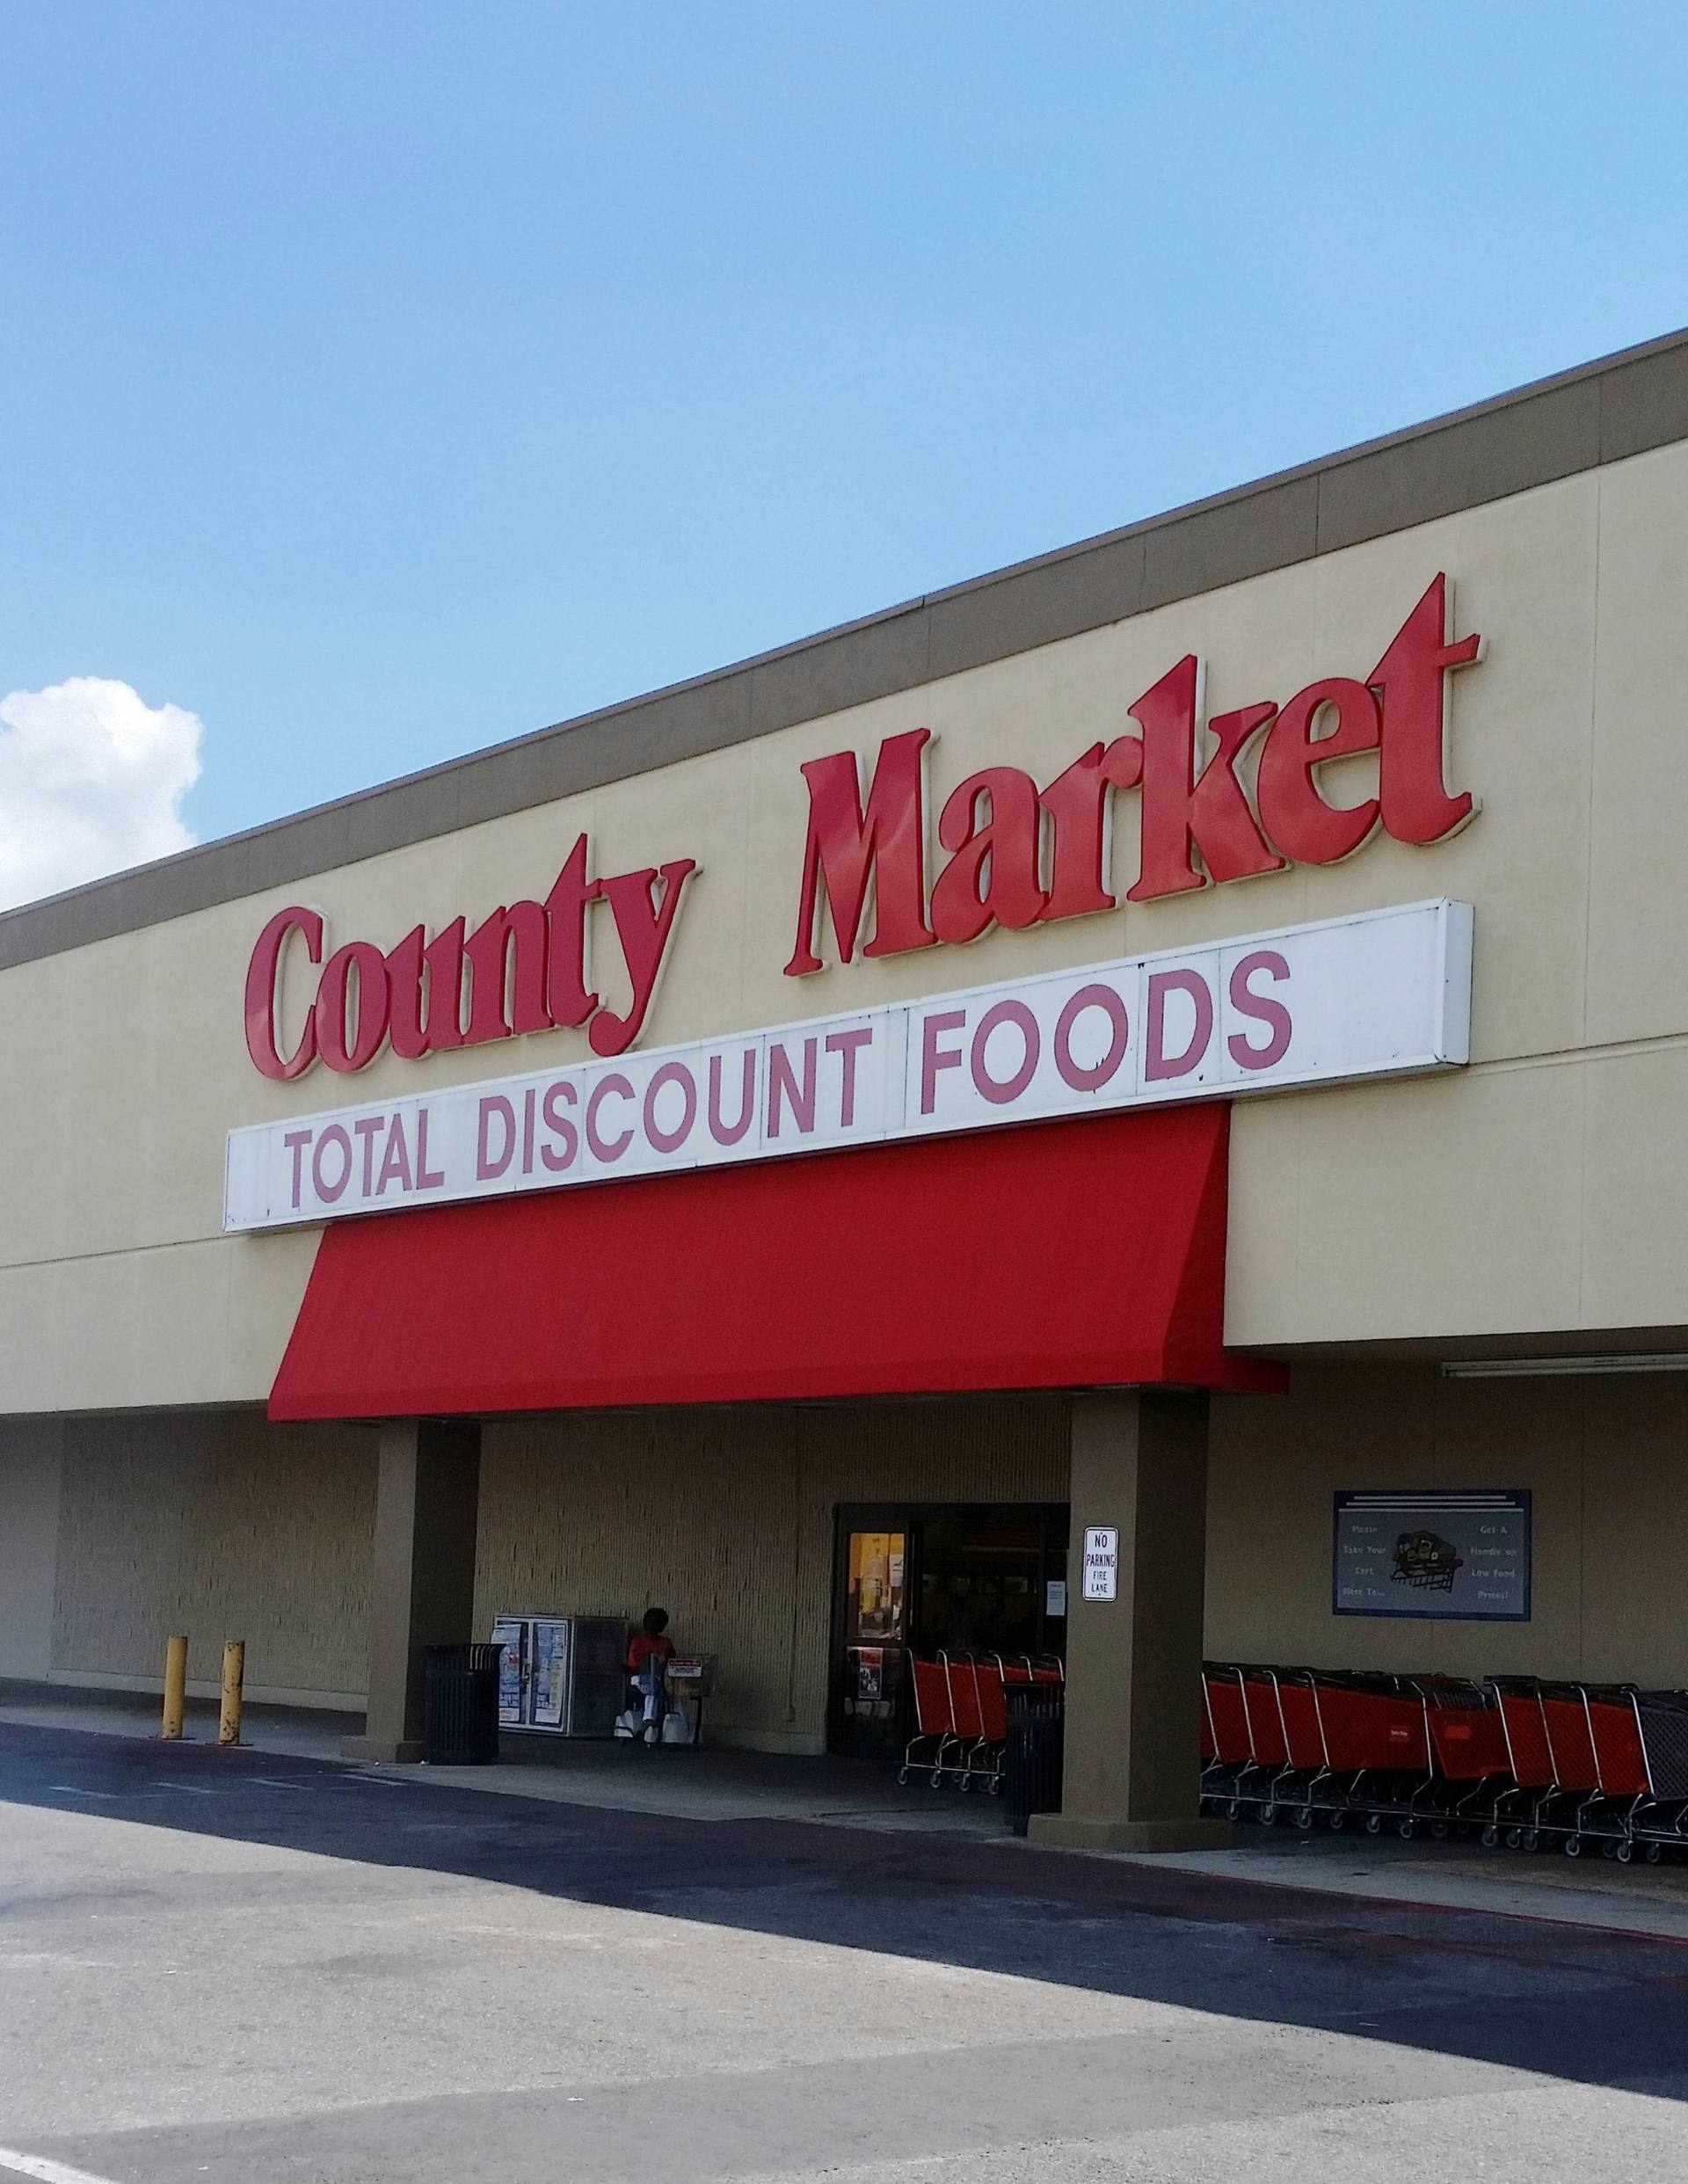 County Market
TOTAL DISCOUNT FOODS
NO
PARKING
FIRE
LANE
Please
Take Your
Cart
Here To...
Get A
Handle on
Low Food
Prices!